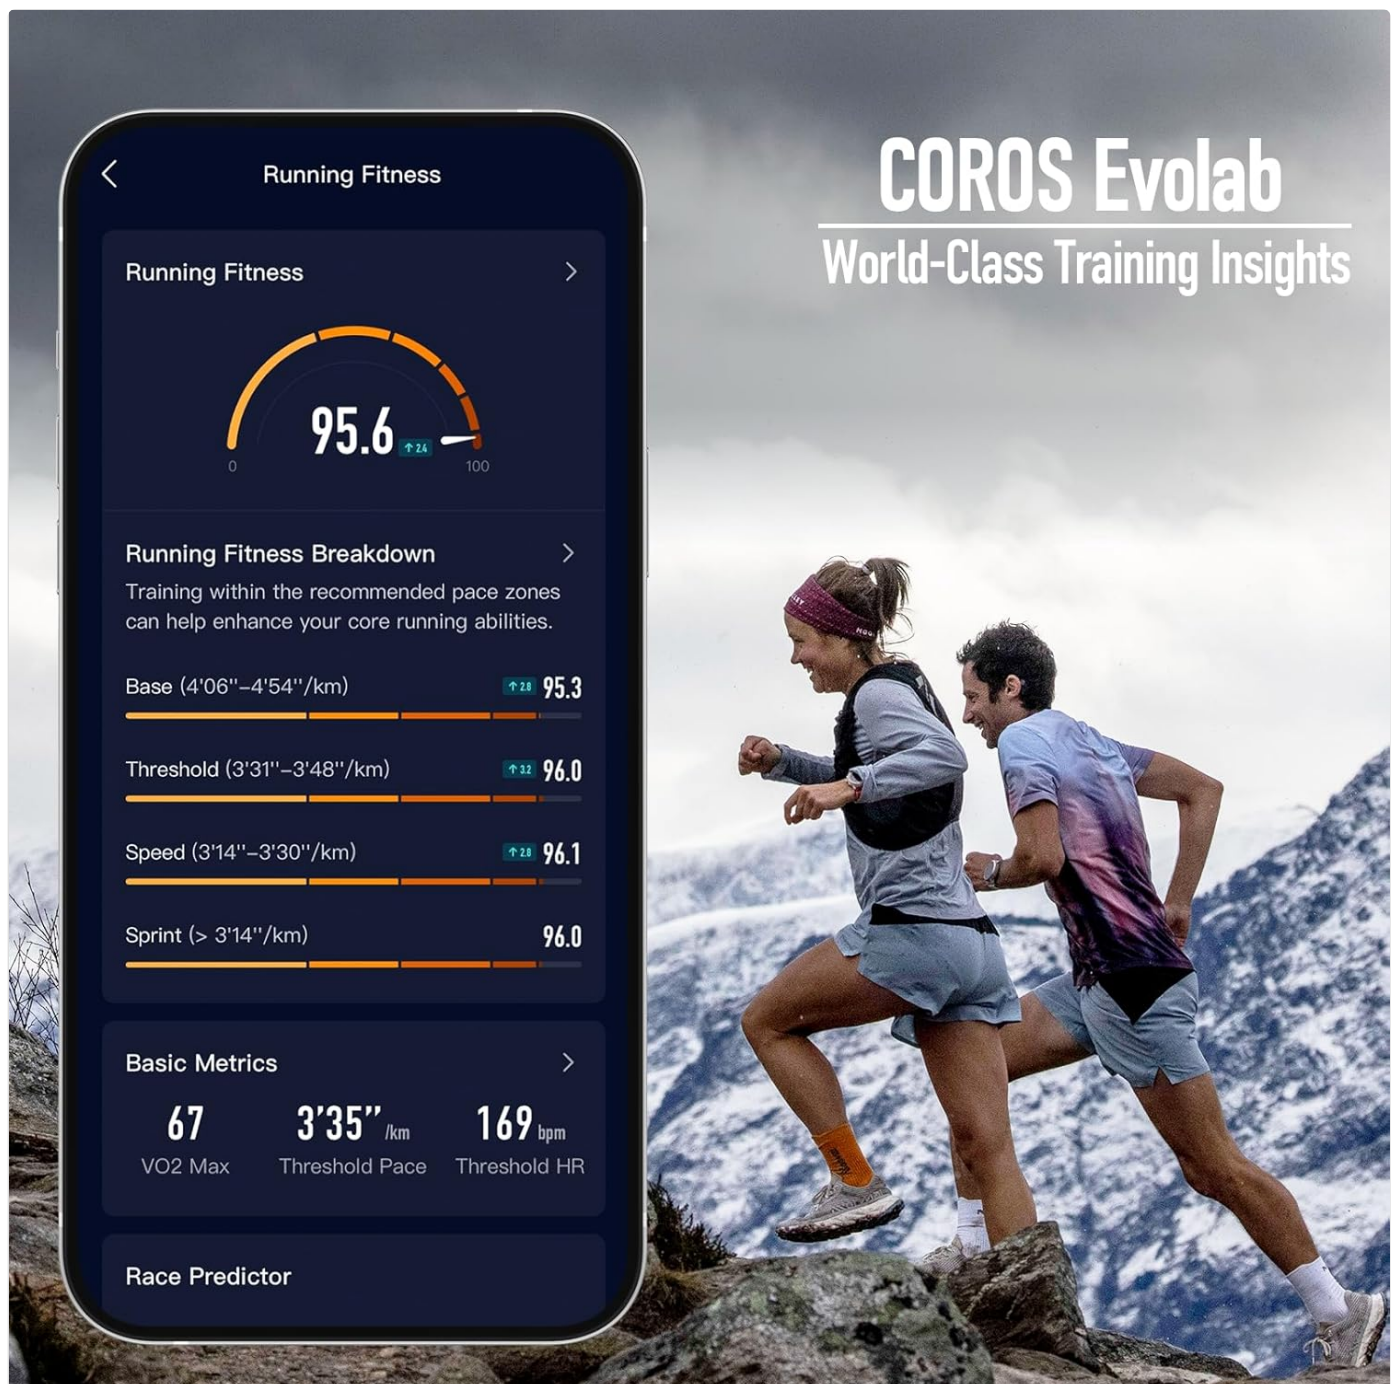 COROS Evolab
World-Class Training Insights
Running Fitness
Running Fitness
95.6
↑ 2.4
0
100
Running Fitness Breakdown
Training within the recommended pace zones
can help enhance your core running abilities.
Base (4'06''–4'54''/km) ↑ 2.8 95.3
Threshold (3'31''–3'48''/km) ↑ 3.2 96.0
Speed (3'14''–3'30''/km) ↑ 2.8 96.1
Sprint (> 3'14''/km) 96.0
Basic Metrics
67 3'35'' /km 169 bpm
VO2 Max Threshold Pace Threshold HR
Race Predictor